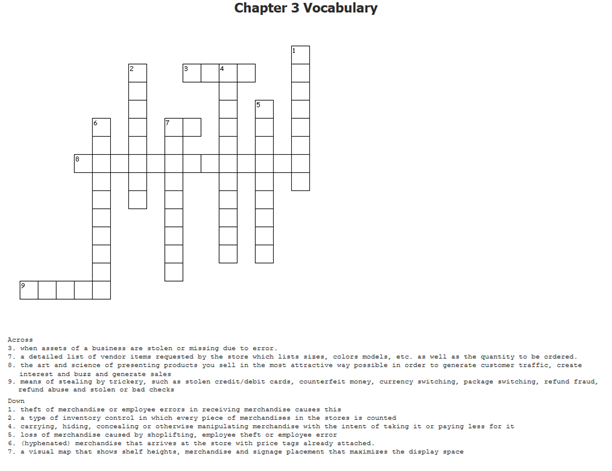 Chapter 3 Vocabulary
1
2
3
4
5
6
7
8
9
Across
3. when assets of a business are stolen or missing due to error.
7. a detailed list of vendor items requested by the store which lists sizes, colors models, etc. as well as the quantity to be ordered.
8. the art and science of presenting products you sell in the most attractive way possible in order to generate customer traffic, create
interest and buzz and generate sales
9. means of stealing by trickery, such as stolen credit/debit cards, counterfeit money, currency switching, package switching, refund fraud,
refund abuse and stolen or bad checks
Down
1. theft of merchandise or employee errors in receiving merchandise causes this
2. a type of inventory control in which every piece of merchandises in the stores is counted
4. carrying, hiding, concealing or otherwise manipulating merchandise with the intent of taking it or paying less for it
5. loss of merchandise caused by shoplifting, employee theft or employee error
6. (hyphenated) merchandise that arrives at the store with price tags already attached.
7. a visual map that shows shelf heights, merchandise and signage placement that maximizes the display space